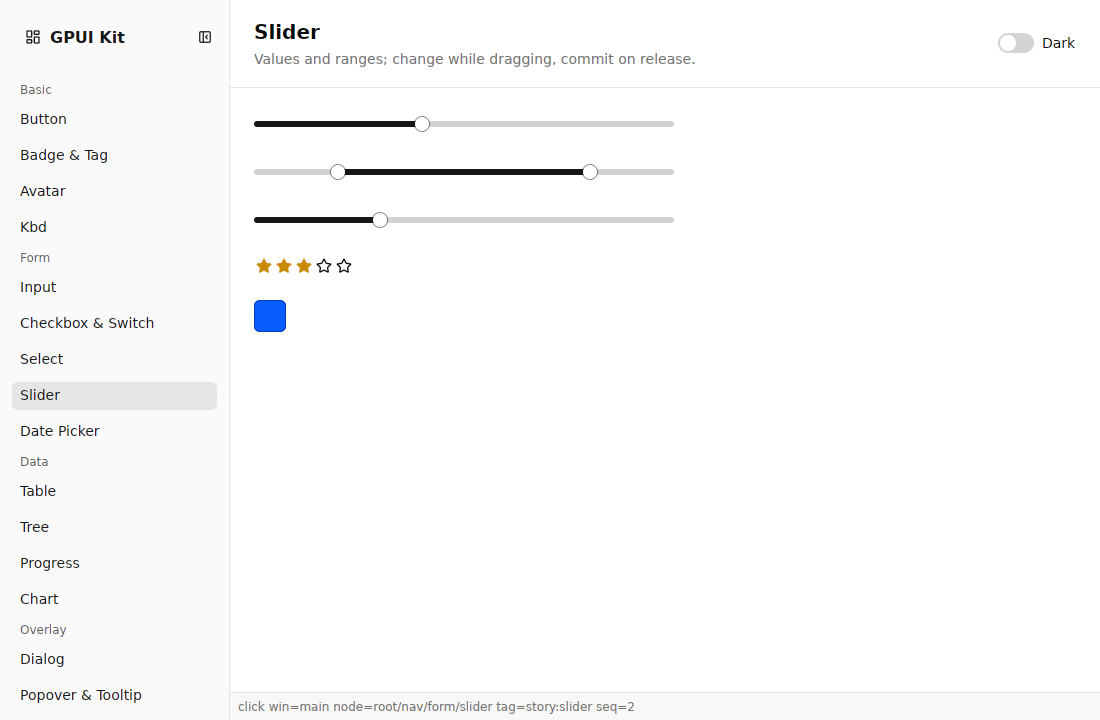 GPUI Kit
Basic
Button
Badge & Tag
Avatar
Kbd
Form
Input
Checkbox & Switch
Select
Slider
Date Picker
Data
Table
Tree
Progress
Chart
Overlay
Dialog
Popover & Tooltip
Slider
Values and ranges; change while dragging, commit on release.
Dark
click win=main node=root/nav/form/slider tag=story:slider seq=2